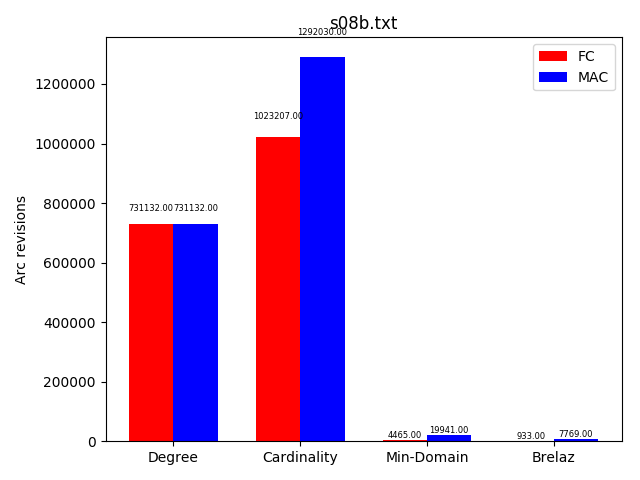 s08b.txt
1292030.00
FC
MAC
1200000
1023207.00
1000000
800000
731132.00 731132.00
600000
400000
200000
0
4465.00 19941.00 933.00 7769.00
Arc revisions
Degree Cardinality Min-Domain Brelaz